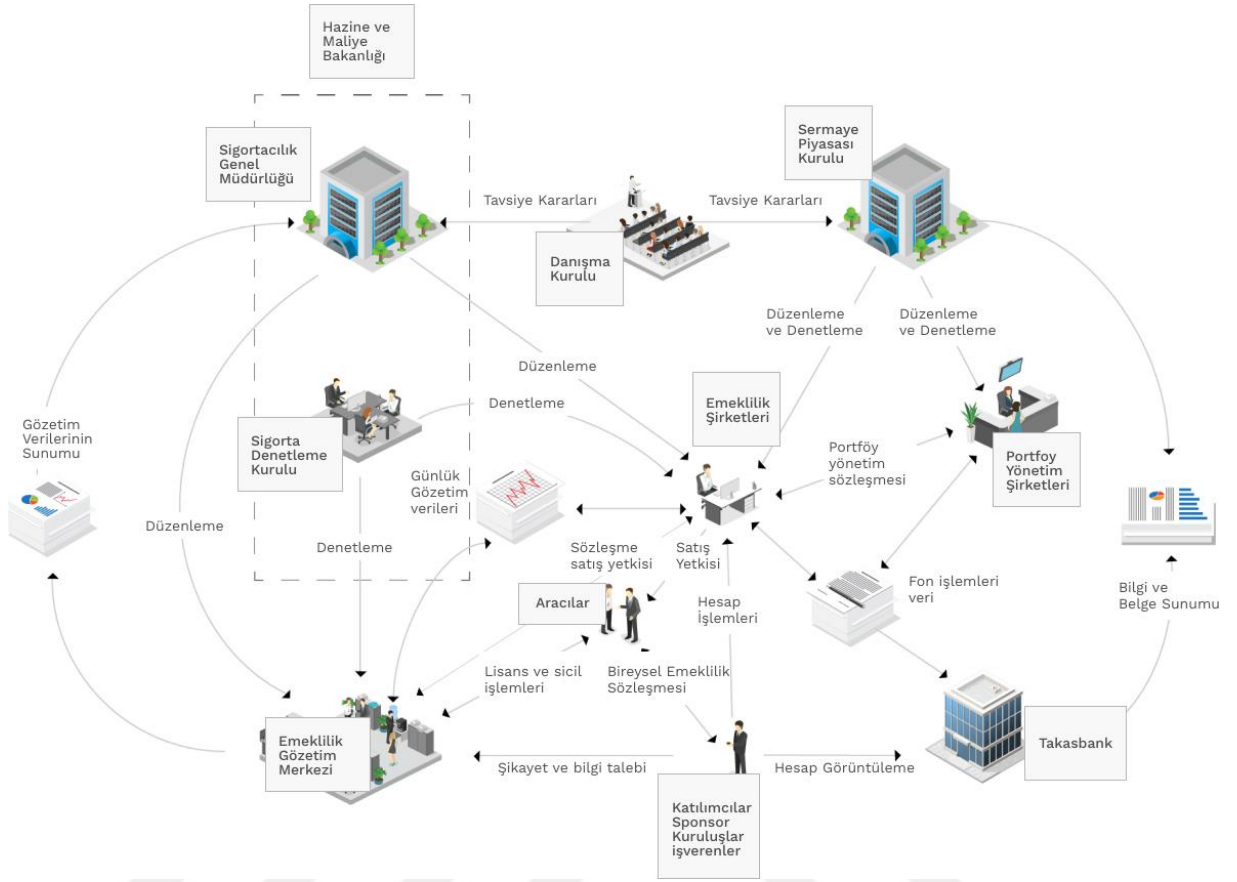 Hazine ve
Maliye
Bakanlığı
Sigortacılık
Genel
Müdürlüğü
Sermaye
Piyasası
Kurulu
Tavsiye Kararları
Tavsiye Kararları
Danışma
Kurulu
Düzenleme
ve Denetleme
Düzenleme
ve Denetleme
Düzenleme
Denetleme
Emeklilik
Şirketleri
Gözetim
Verilerinin
Sunumu
Sigorta
Denetleme
Kurulu
Günlük
Gözetim
verileri
Portföy
yönetim
sözleşmesi
Portfoy
Yönetim
Şirketleri
Düzenleme
Denetleme
Sözleşme
satış yetkisi
Satış
Yetkisi
Fon işlemleri
veri
Bilgi ve
Belge Sunumu
Aracılar
Hesap
İşlemleri
Lisans ve sicil
işlemleri
Bireysel Emeklilik
Sözleşmesi
Emeklilik
Gözetim
Merkezi
Şikayet ve bilgi talebi
Hesap Görüntüleme
Takasbank
Katılımcılar
Sponsor
Kuruluşlar
işverenler